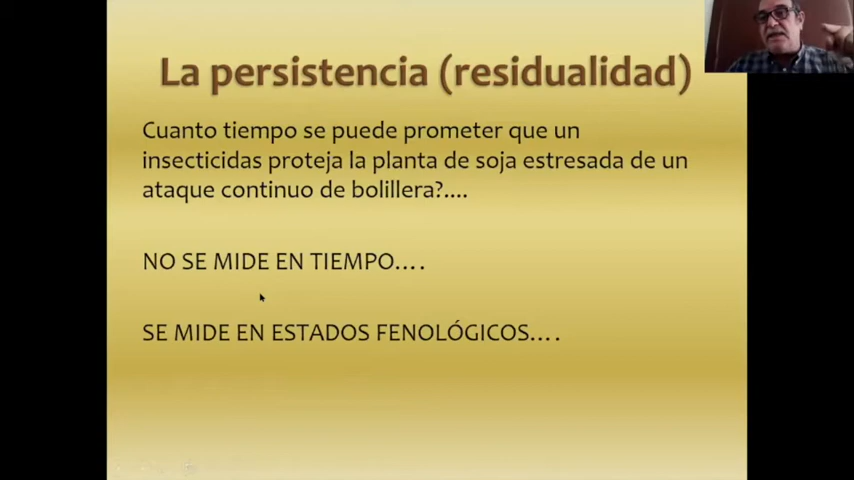 La persistencia (residualidad)
Cuanto tiempo se puede prometer que un
insecticidas proteja la planta de soja estresada de un
ataque continuo de bolillera?....
NO SE MIDE EN TIEMPO....
SE MIDE EN ESTADOS FENOLÓGICOS....